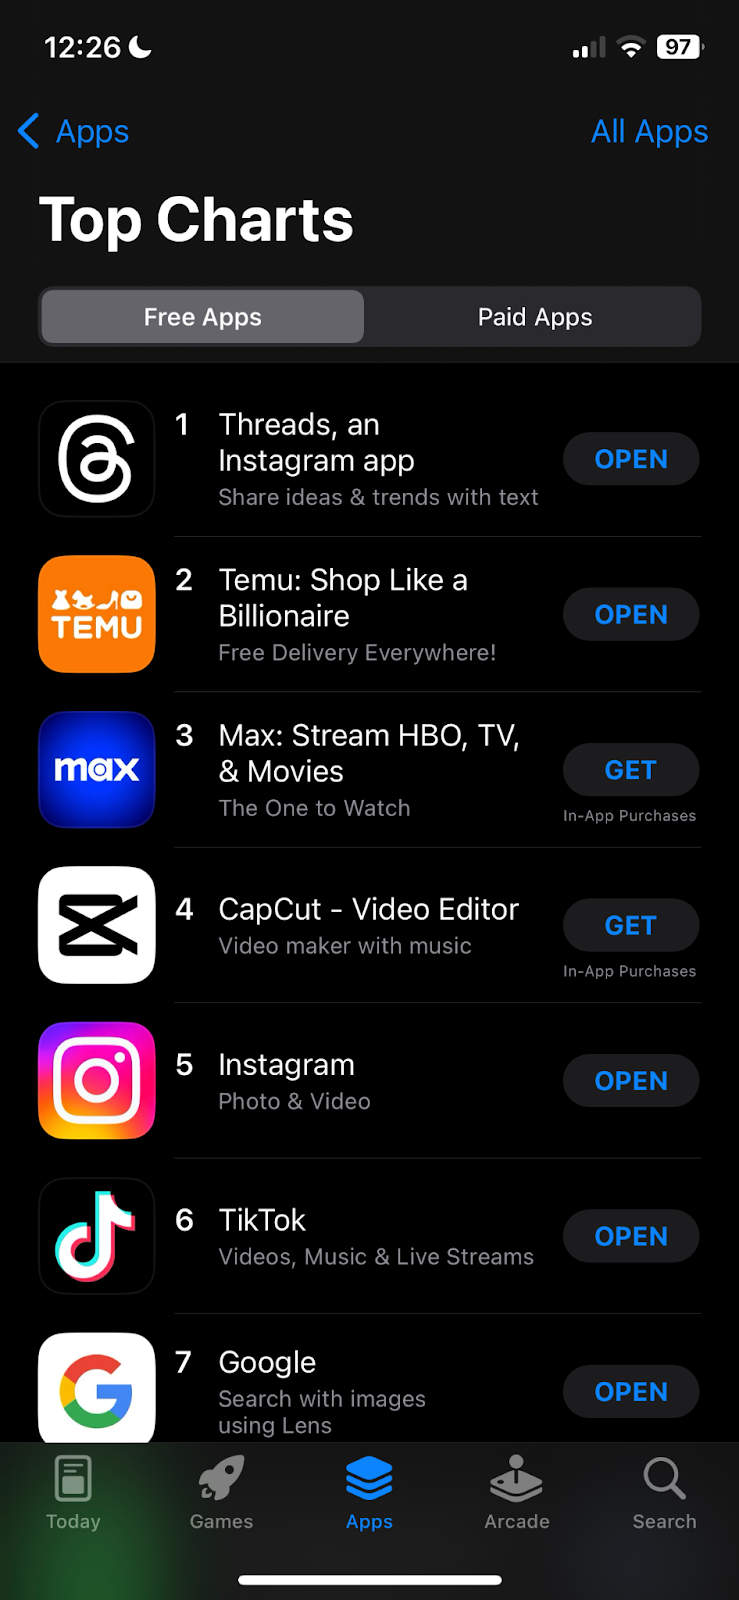 12:26
97
Apps
All Apps
Top Charts
Free Apps
Paid Apps
1
Threads, an
Instagram app
Share ideas & trends with text
OPEN
TEMU
2
Temu: Shop Like a
Billionaire
Free Delivery Everywhere!
OPEN
max
3
Max: Stream HBO, TV,
& Movies
The One to Watch
GET
In-App Purchases
4
CapCut - Video Editor
Video maker with music
GET
In-App Purchases
5
Instagram
Photo & Video
OPEN
6
TikTok
Videos, Music & Live Streams
OPEN
G
7
Google
Search with images
using Lens
OPEN
Today
Games
Apps
Arcade
Search